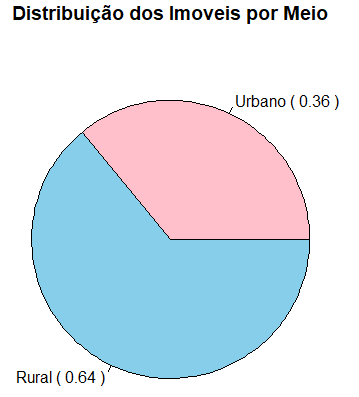 Distribuição dos Imoveis por Meio
Urbano ( 0.36 )
Rural ( 0.64 )